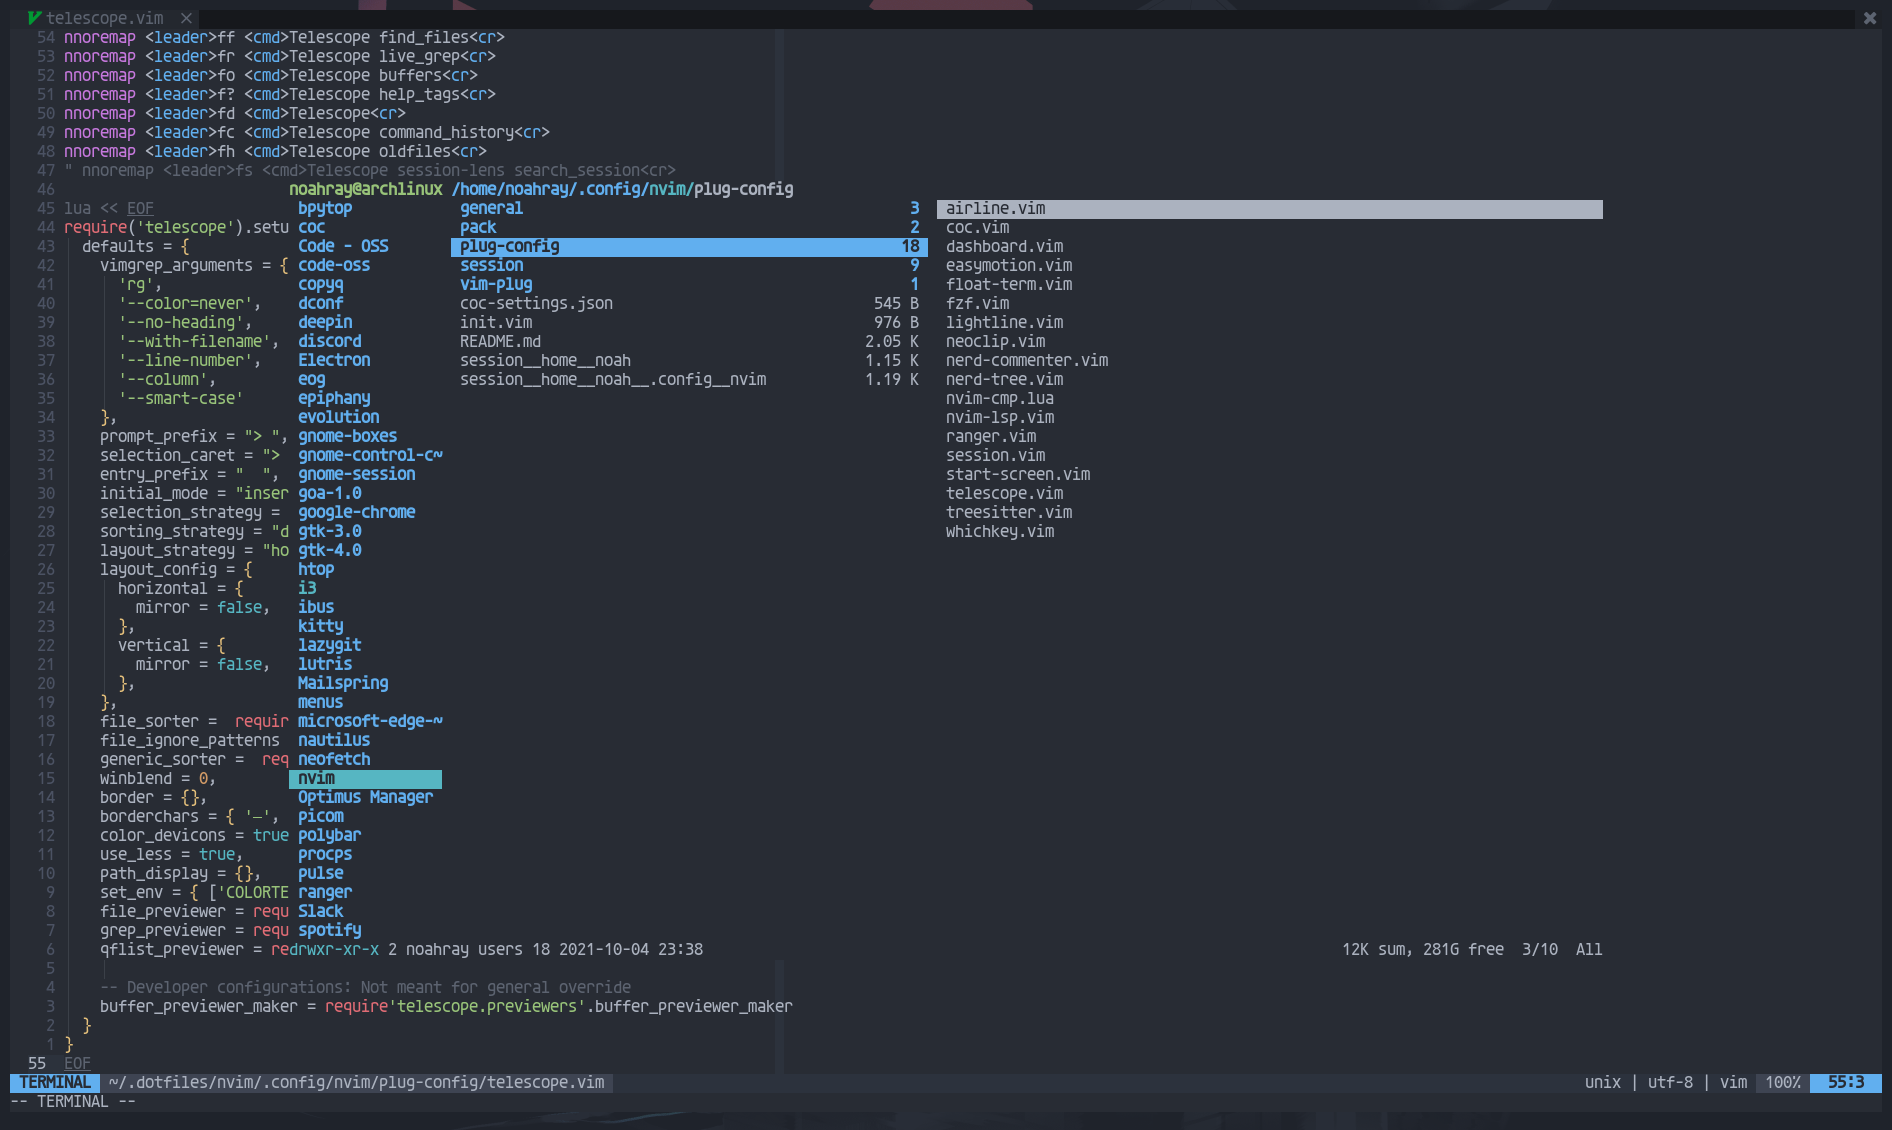 telescope.vim ×
54 nnoremap <leader>ff <cmd>Telescope find_files<cr>
53 nnoremap <leader>fr <cmd>Telescope live_grep<cr>
52 nnoremap <leader>fo <cmd>Telescope buffers<cr>
51 nnoremap <leader>f? <cmd>Telescope help_tags<cr>
50 nnoremap <leader>fd <cmd>Telescope<cr>
49 nnoremap <leader>fc <cmd>Telescope command_history<cr>
48 nnoremap <leader>fh <cmd>Telescope oldfiles<cr>
47 " nnoremap <leader>fs <cmd>Telescope session-lens search_session<cr>
46 noahray@archlinux /home/noahray/.config/nvim/plug-config
45 lua << EOF bpytop general 3 airline.vim
44 require('telescope').setu coc pack 2 coc.vim
43 defaults = { Code - OSS plug-config 18 dashboard.vim
42 vimgrep_arguments = { code-oss session 9 easymotion.vim
41 'rg', copyq vim-plug 1 float-term.vim
40 '--color=never', dconf coc-settings.json 545 B fzf.vim
39 '--no-heading', deepin init.vim 976 B lightline.vim
38 '--with-filename', discord README.md 2.05 K neoclip.vim
37 '--line-number', Electron session__home__noah 1.15 K nerd-commenter.vim
36 '--column', eog session__home__noah__.config__nvim 1.19 K nerd-tree.vim
35 '--smart-case' epiphany nvim-cmp.lua
34 }, evolution nvim-lsp.vim
33 prompt_prefix = "> ", gnome-boxes ranger.vim
32 selection_caret = "> gnome-control-c~ session.vim
31 entry_prefix = "  ", gnome-session start-screen.vim
30 initial_mode = "inser goa-1.0 telescope.vim
29 selection_strategy = google-chrome treesitter.vim
28 sorting_strategy = "d gtk-3.0 whichkey.vim
27 layout_strategy = "ho gtk-4.0
26 layout_config = { htop
25 horizontal = { i3
24 mirror = false, ibus
23 }, kitty
22 vertical = { lazygit
21 mirror = false, lutris
20 }, Mailspring
19 }, menus
18 file_sorter =  requir microsoft-edge-~
17 file_ignore_patterns nautilus
16 generic_sorter =  req neofetch
15 winblend = 0, nvim
14 border = {}, Optimus Manager
13 borderchars = { '─', picom
12 color_devicons = true polybar
11 use_less = true, procps
10 path_display = {}, pulse
9 set_env = { ['COLORTE ranger
8 file_previewer = requ Slack
7 grep_previewer = requ spotify
6 qflist_previewer = redrwxr-xr-x 2 noahray users 18 2021-10-04 23:38 12K sum, 281G free 3/10 All
5
4 -- Developer configurations: Not meant for general override
3 buffer_previewer_maker = require'telescope.previewers'.buffer_previewer_maker
2 }
1 }
55 EOF
TERMINAL ~/.dotfiles/nvim/.config/nvim/plug-config/telescope.vim unix | utf-8 | vim 100% 55:3
-- TERMINAL --